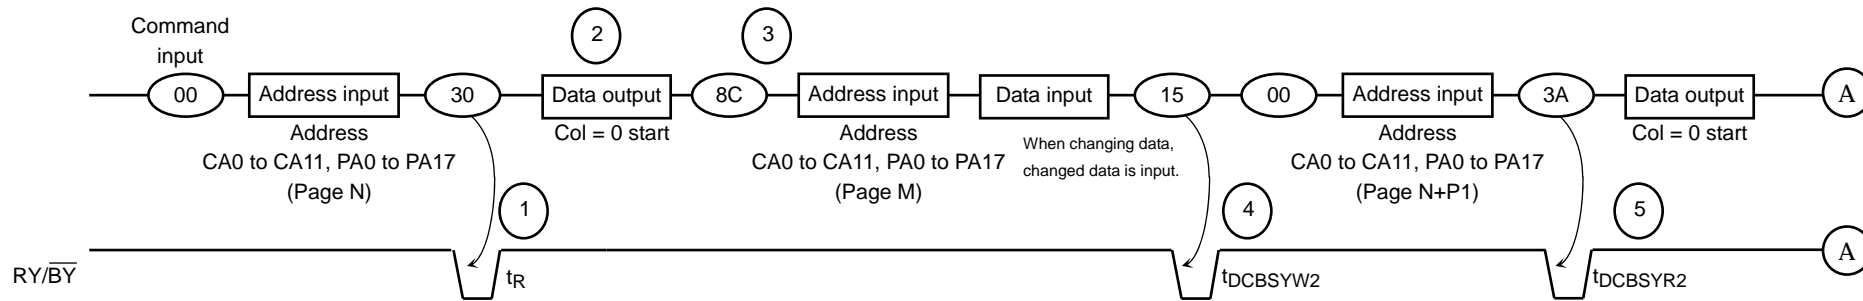 Command
input
2
3
00
Address input
30
Data output
8C
Address input
Data input
15
00
Address input
3A
Data output
A
Address
CA0 to CA11, PA0 to PA17
(Page N)
Col = 0 start
Address
CA0 to CA11, PA0 to PA17
(Page M)
When changing data,
changed data is input.
Address
CA0 to CA11, PA0 to PA17
(Page N+P1)
Col = 0 start
1
4
5
RY/BY
tR
tDCBSYW2
tDCBSYR2
A